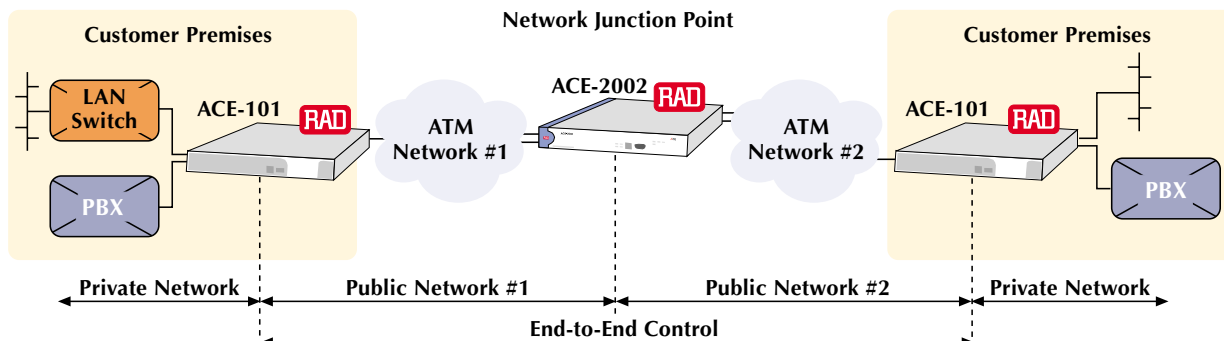 Network Junction Point
Customer Premises
Customer Premises
LAN
Switch
ACE-101
RAD
ATM
Network #1
ACE-2002
RAD
ATM
Network #2
ACE-101
RAD
PBX
PBX
Private Network
Public Network #1
Public Network #2
Private Network
End-to-End Control